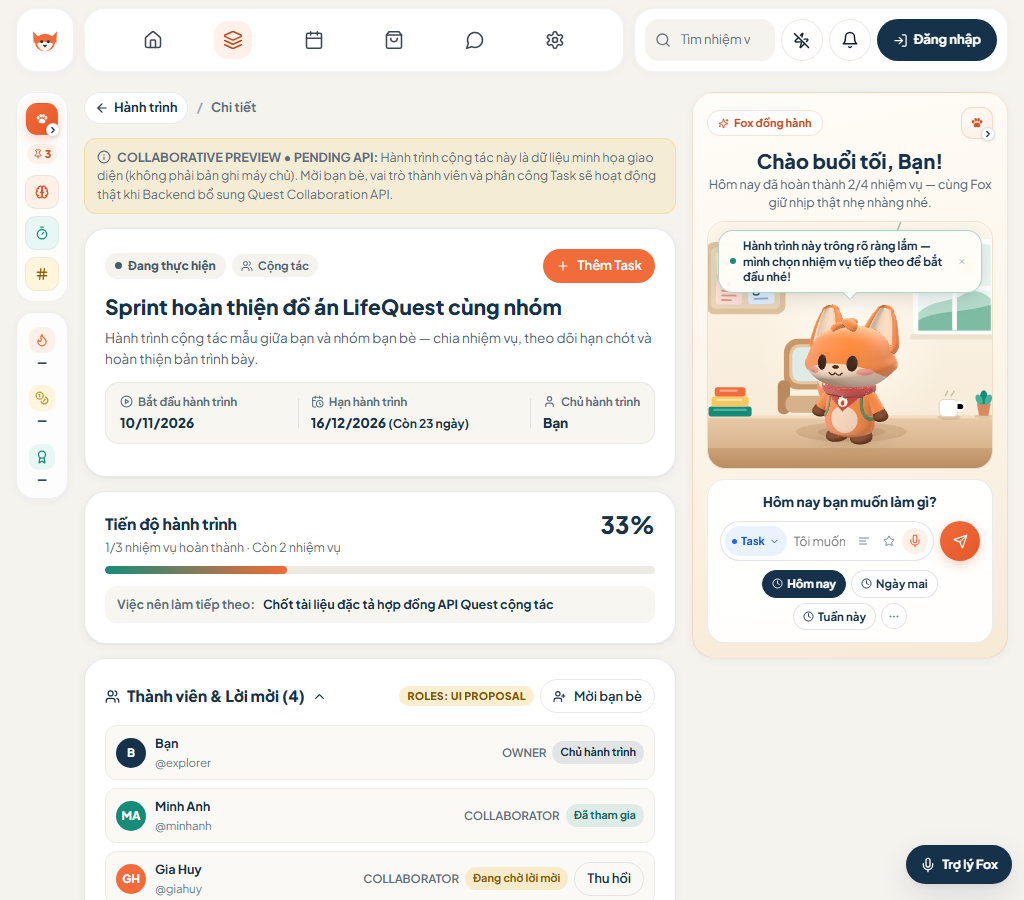 Tìm nhiệm v
Đăng nhập
3
Hành trình / Chi tiết
COLLABORATIVE PREVIEW • PENDING API: Hành trình cộng tác này là dữ liệu minh họa giao
diện (không phải bản ghi máy chủ). Mời bạn bè, vai trò thành viên và phân công Task sẽ hoạt động
thật khi Backend bổ sung Quest Collaboration API.
Đang thực hiện
Cộng tác
Thêm Task
Sprint hoàn thiện đồ án LifeQuest cùng nhóm
Hành trình cộng tác mẫu giữa bạn và nhóm bạn bè — chia nhiệm vụ, theo dõi hạn chót và
hoàn thiện bản trình bày.
Bắt đầu hành trình
10/11/2026
Hạn hành trình
16/12/2026 (Còn 23 ngày)
Chủ hành trình
Bạn
Tiến độ hành trình
33%
1/3 nhiệm vụ hoàn thành · Còn 2 nhiệm vụ
Việc nên làm tiếp theo: Chốt tài liệu đặc tả hợp đồng API Quest cộng tác
Thành viên & Lời mời (4)
ROLES: UI PROPOSAL
Mời bạn bè
B
Bạn
@explorer
OWNER
Chủ hành trình
MA
Minh Anh
@minhanh
COLLABORATOR
Đã tham gia
GH
Gia Huy
@giahuy
COLLABORATOR
Đang chờ lời mời
Thu hồi
Fox đồng hành
Chào buổi tối, Bạn!
Hôm nay đã hoàn thành 2/4 nhiệm vụ — cùng Fox
giữ nhịp thật nhẹ nhàng nhé.
Hành trình này trông rõ ràng lắm —
mình chọn nhiệm vụ tiếp theo để bắt
đầu nhé!
Hôm nay bạn muốn làm gì?
Task
Tôi muốn
Hôm nay
Ngày mai
Tuần này
Trợ lý Fox